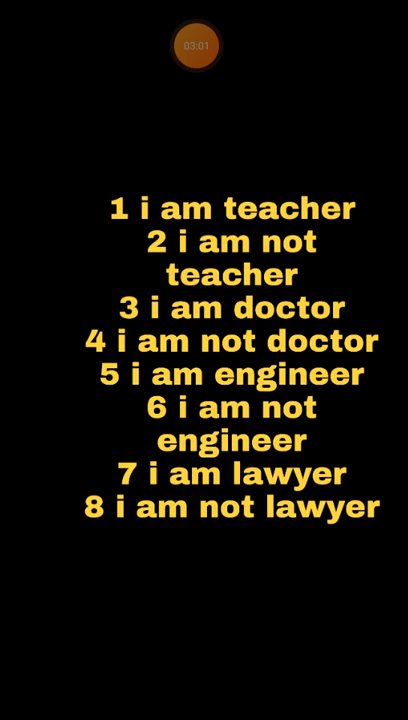 03:01
1 i am teacher
2 i am not
teacher
3 i am doctor
4 i am not doctor
5 i am engineer
6 i am not
engineer
7 i am lawyer
8 i am not lawyer